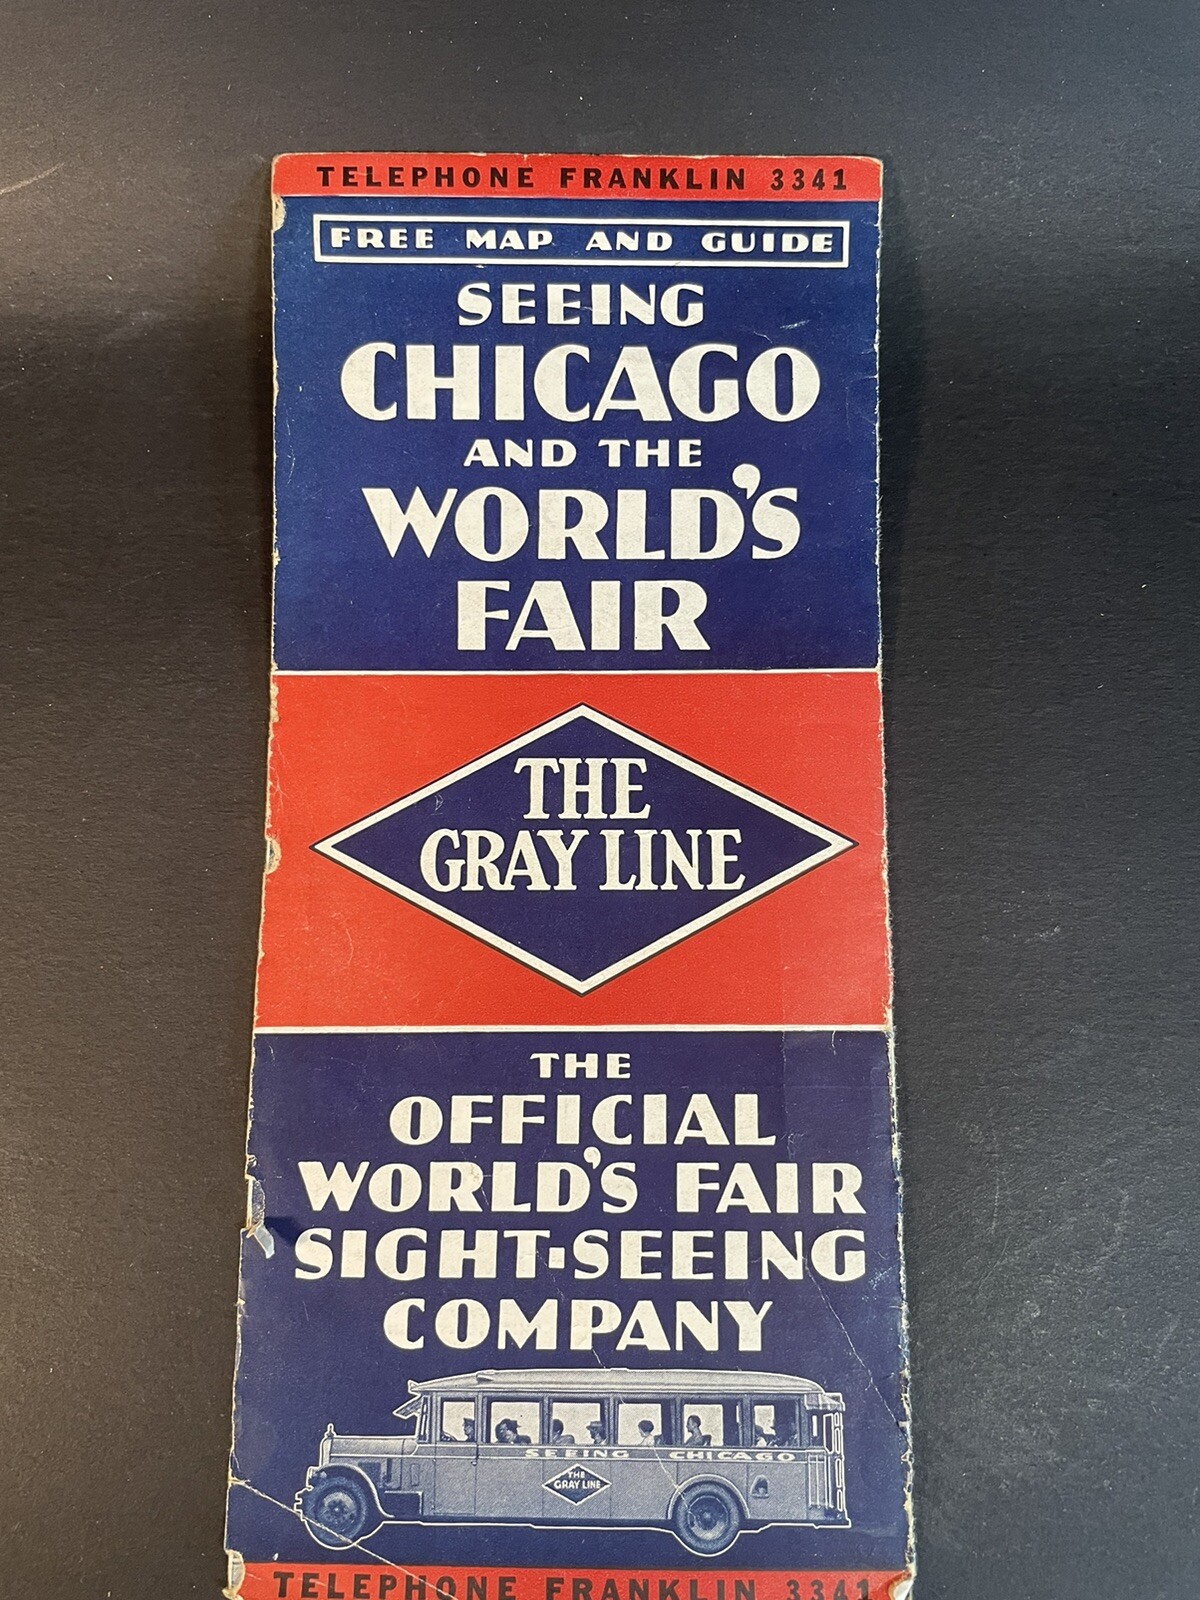 TELEPHONE FRANKLIN 3341
FREE MAP AND GUIDE
SEEING
CHICAGO
AND THE
WORLD'S
FAIR
THE
GRAY LINE
THE
OFFICIAL
WORLD'S FAIR
SIGHT-SEEING
COMPANY
SEEING CHICAGO
THE
GRAY LINE
TELEPHONE FRANKLIN 3341